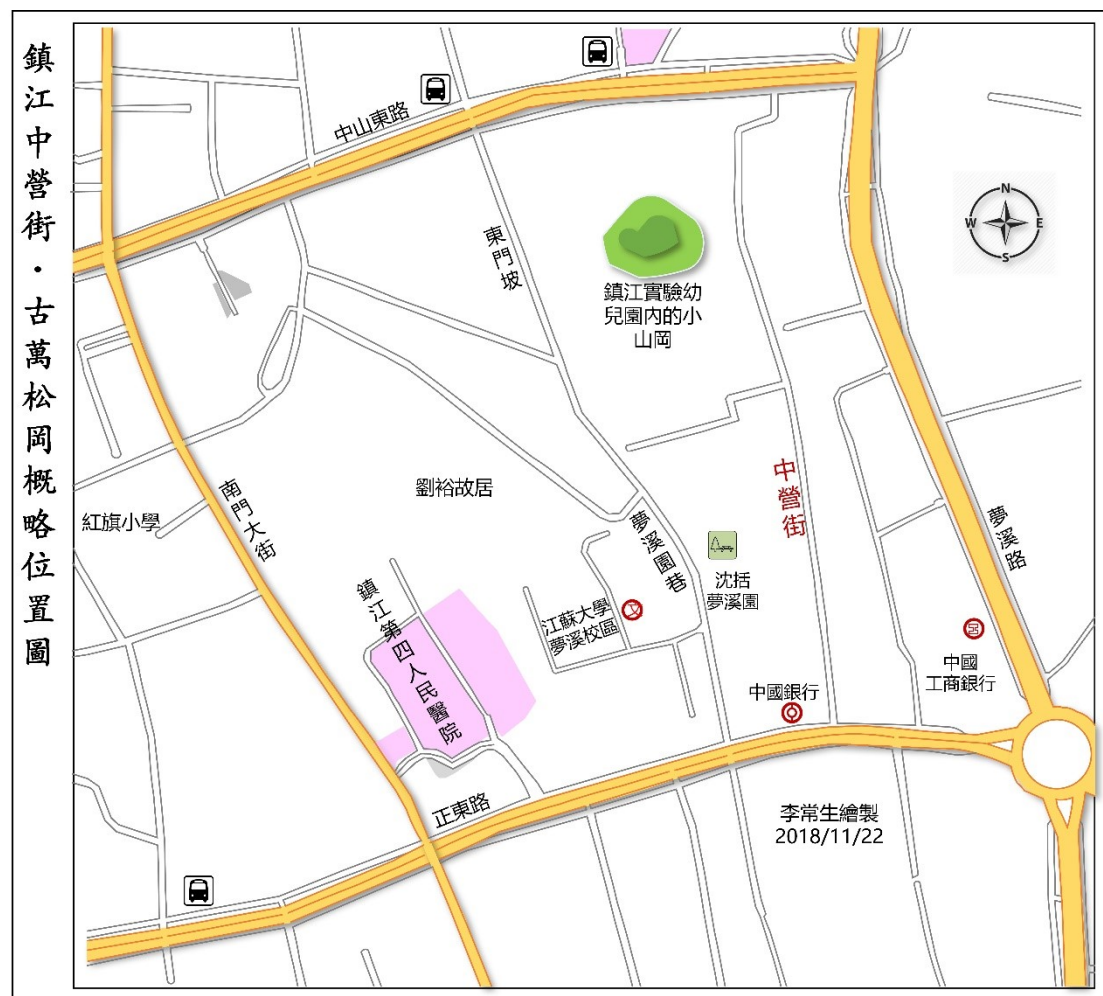 鎮江中營街·古萬松岡概略位置圖
中山東路
東門坡
N
W
E
S
鎮江實驗幼
兒園內的小
山岡
中營街
劉裕故居
紅旗小學
南門大街
夢溪園巷
夢溪路
沈括
夢溪園
鎮江第四人民醫院
江蘇大學
夢溪校區
中國
工商銀行
中國銀行
正東路
李常生繪製
2018/11/22